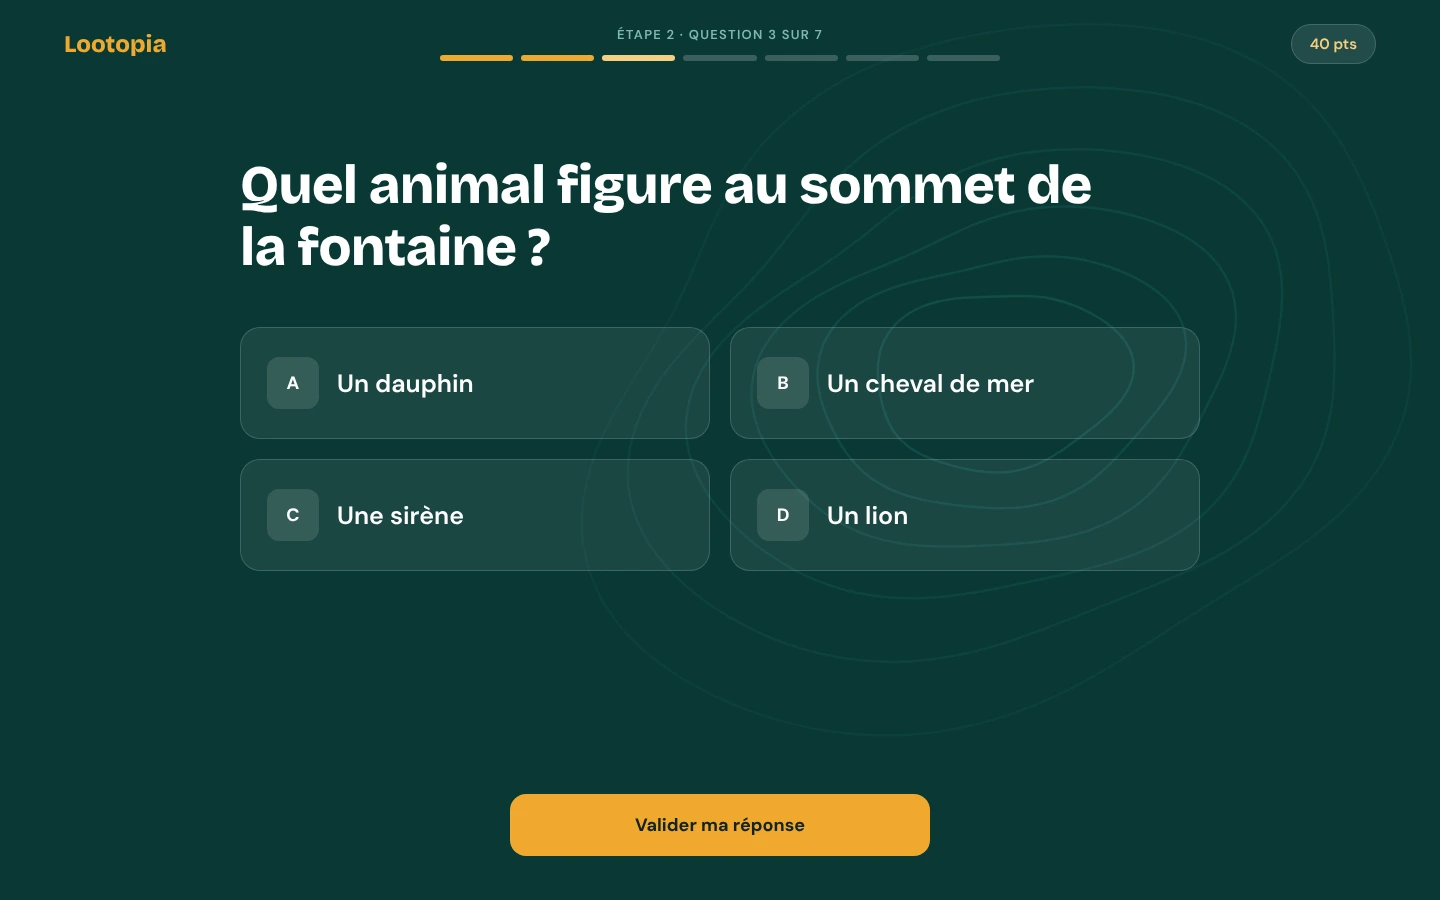 Lootopia
ÉTAPE 2 · QUESTION 3 SUR 7
40 pts
Quel animal figure au sommet de
la fontaine ?
A Un dauphin
B Un cheval de mer
C Une sirène
D Un lion
Valider ma réponse